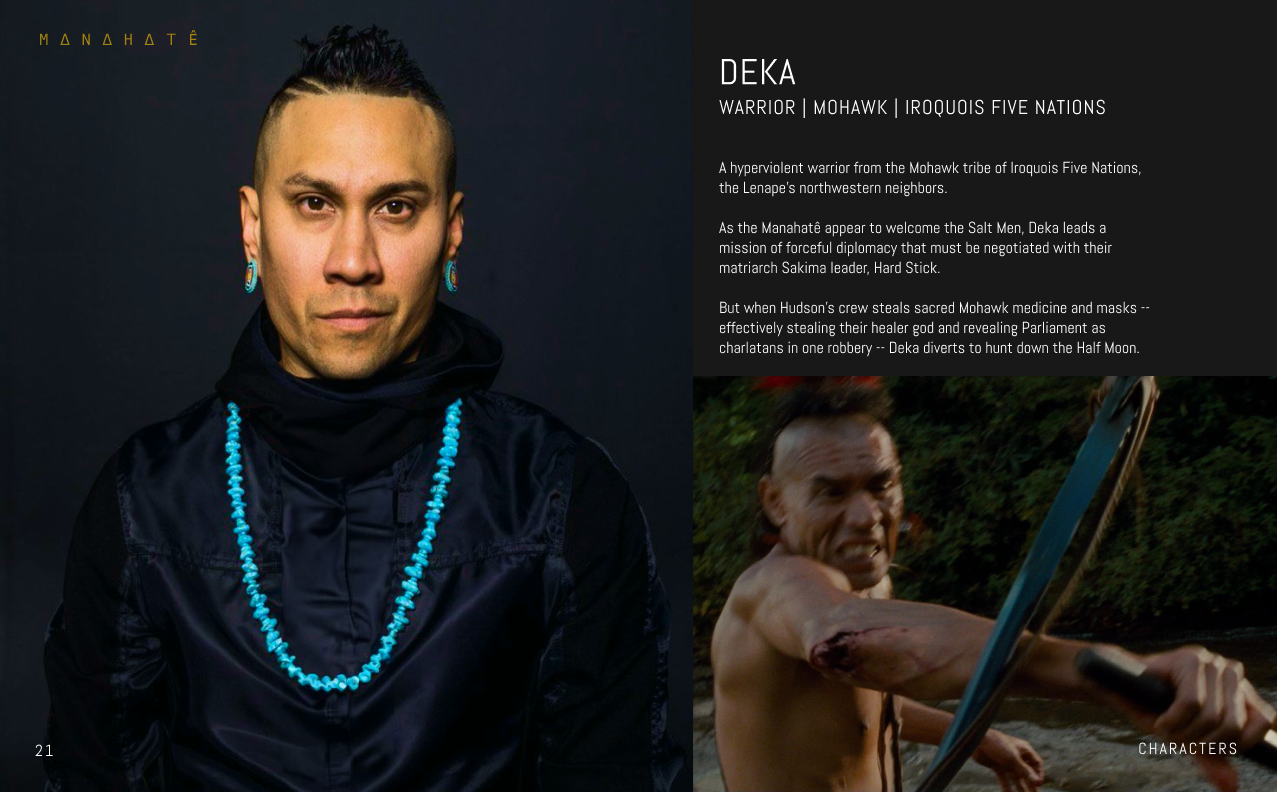 MΔNΔHΔTÊ
DEKA
WARRIOR | MOHAWK | IROQUOIS FIVE NATIONS
A hyperviolent warrior from the Mohawk tribe of Iroquois Five Nations,
the Lenape's northwestern neighbors.
As the Manahatê appear to welcome the Salt Men, Deka leads a
mission of forceful diplomacy that must be negotiated with their
matriarch Sakima leader, Hard Stick.
But when Hudson's crew steals sacred Mohawk medicine and masks --
effectively stealing their healer god and revealing Parliament as
charlatans in one robbery -- Deka diverts to hunt down the Half Moon.
21
CHARACTERS